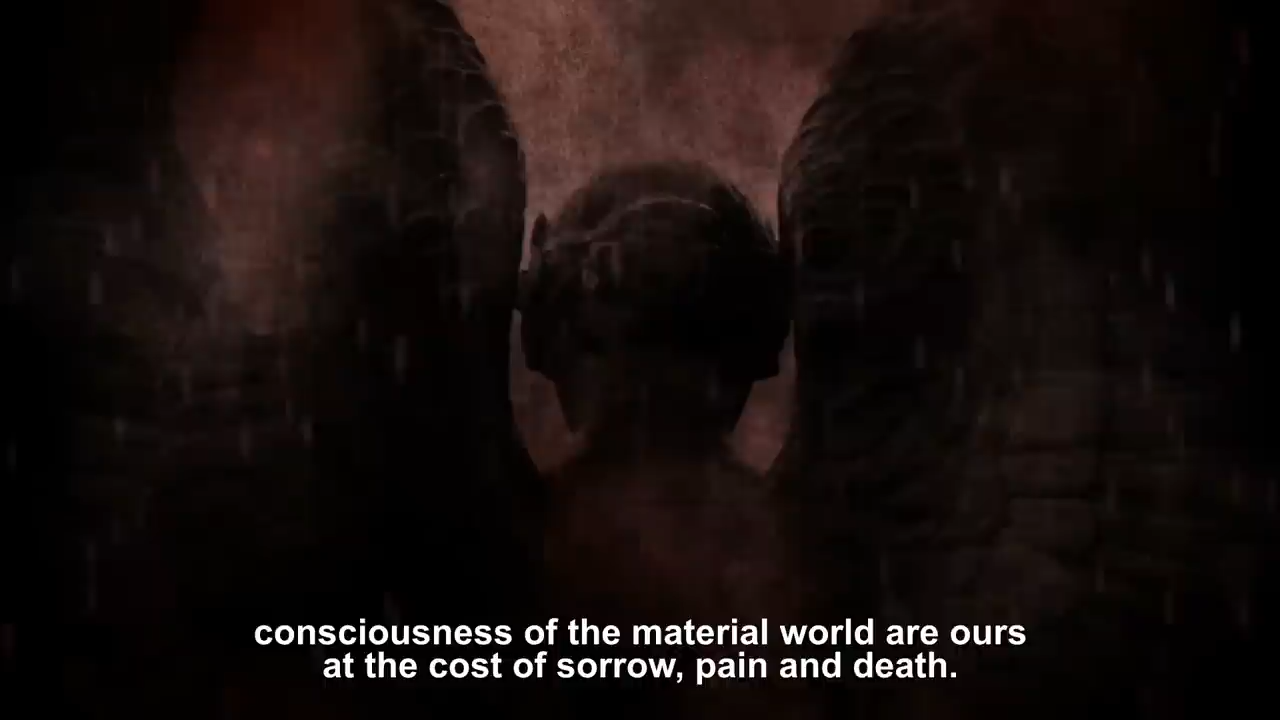 consciousness of the material world are ours
at the cost of sorrow, pain and death.